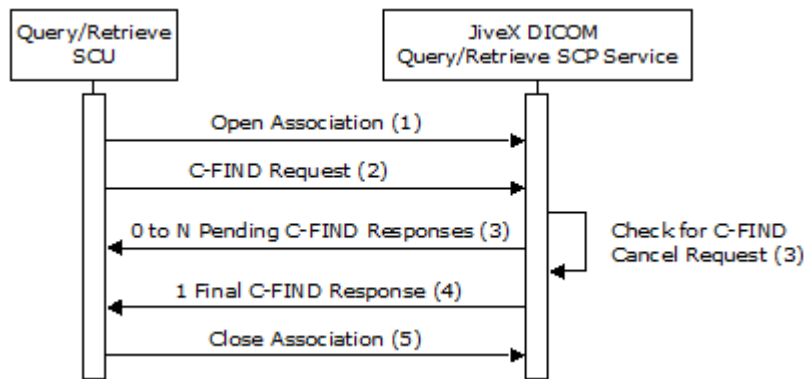 Query/Retrieve
SCU
JiveX DICOM
Query/Retrieve SCP Service
Open Association (1)
C-FIND Request (2)
0 to N Pending C-FIND Responses (3)
Check for C-FIND
Cancel Request (3)
1 Final C-FIND Response (4)
Close Association (5)